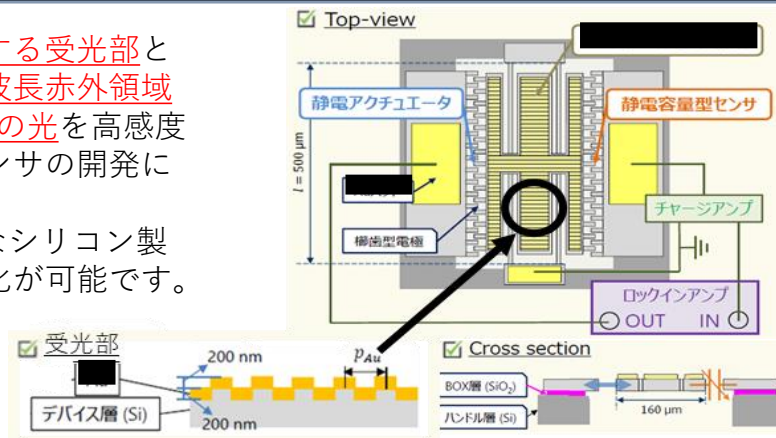 する受光部と
波長赤外領域
の光を高感度
ンサの開発に
なシリコン製
化が可能です。
Top-view
静電アクチュエータ
静電容量型センサ
l = 500 μm
櫛歯型電極
チャージアンプ
ロックインアンプ
OUT IN
受光部
200 nm
p_Au
デバイス層 (Si)
200 nm
Cross section
BOX層 (SiO₂)
ハンドル層 (Si)
160 μm